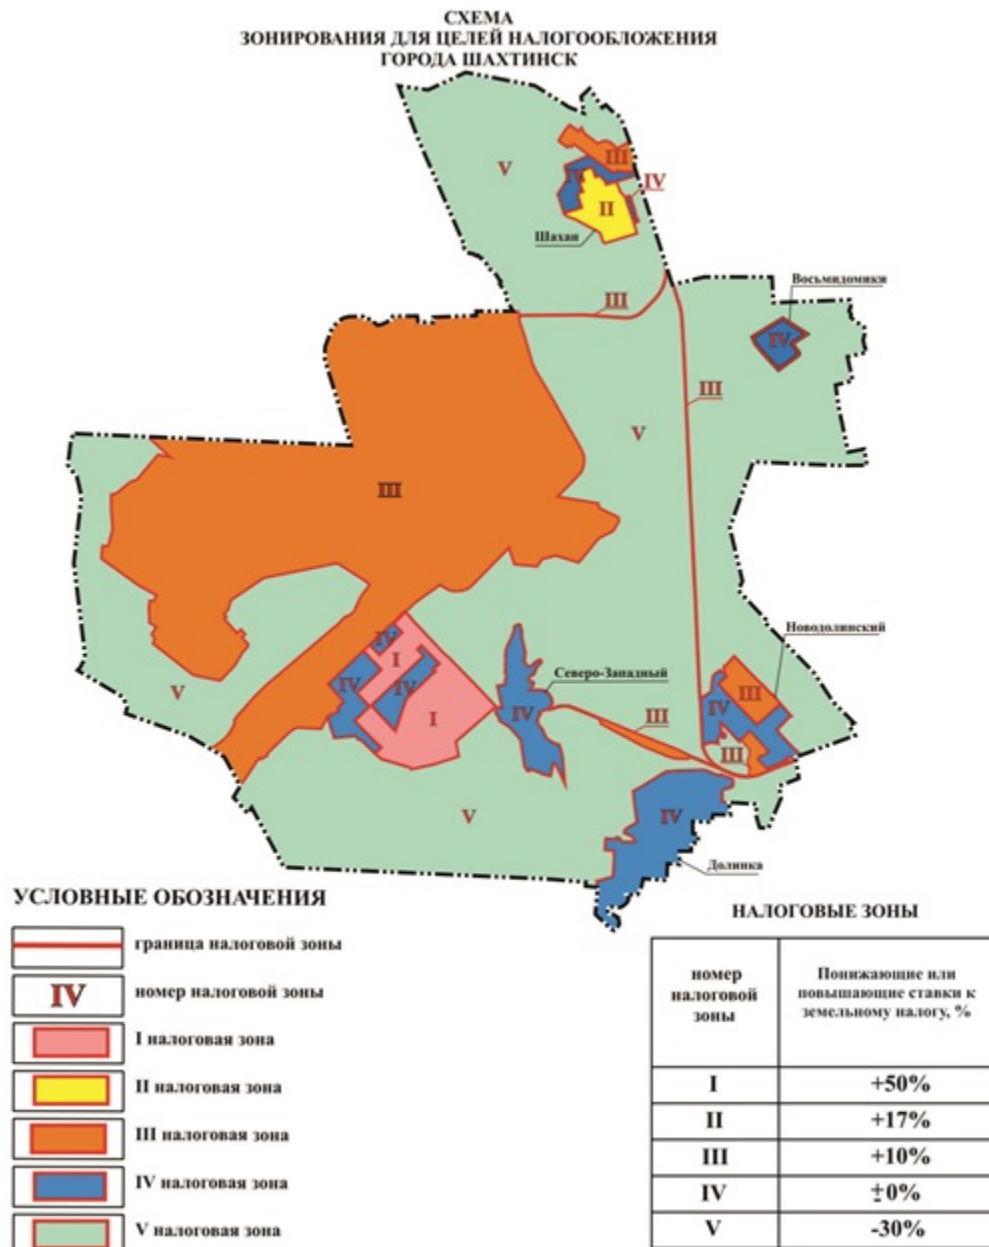 СХЕМА
ЗОНИРОВАНИЯ ДЛЯ ЦЕЛЕЙ НАЛОГООБЛОЖЕНИЯ
ГОРОДА ШАХТИНСК
III
V
IV
IV
II
Шахан
Восьмидомики
III
IV
III
V
III
Новодолинский
IV
I
Северо-Западный
IV
IV
III
V
IV
I
IV
III
III
V
IV
Долинка
УСЛОВНЫЕ ОБОЗНАЧЕНИЯ
граница налоговой зоны
IV
номер налоговой зоны
I налоговая зона
II налоговая зона
III налоговая зона
IV налоговая зона
V налоговая зона
НАЛОГОВЫЕ ЗОНЫ
номер
налоговой
зоны
Понижающие или
повышающие ставки к
земельному налогу, %
I
+50%
II
+17%
III
+10%
IV
±0%
V
-30%